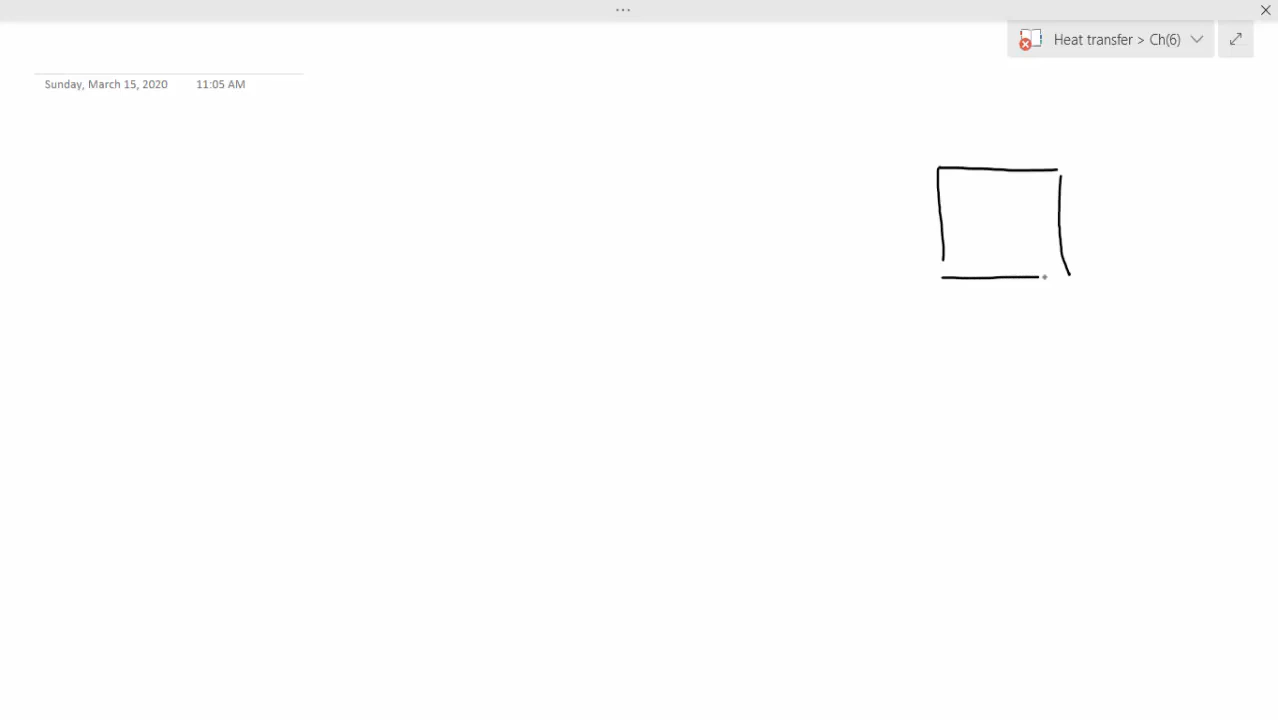 Heat transfer > Ch(6)
Sunday, March 15, 2020 11:05 AM